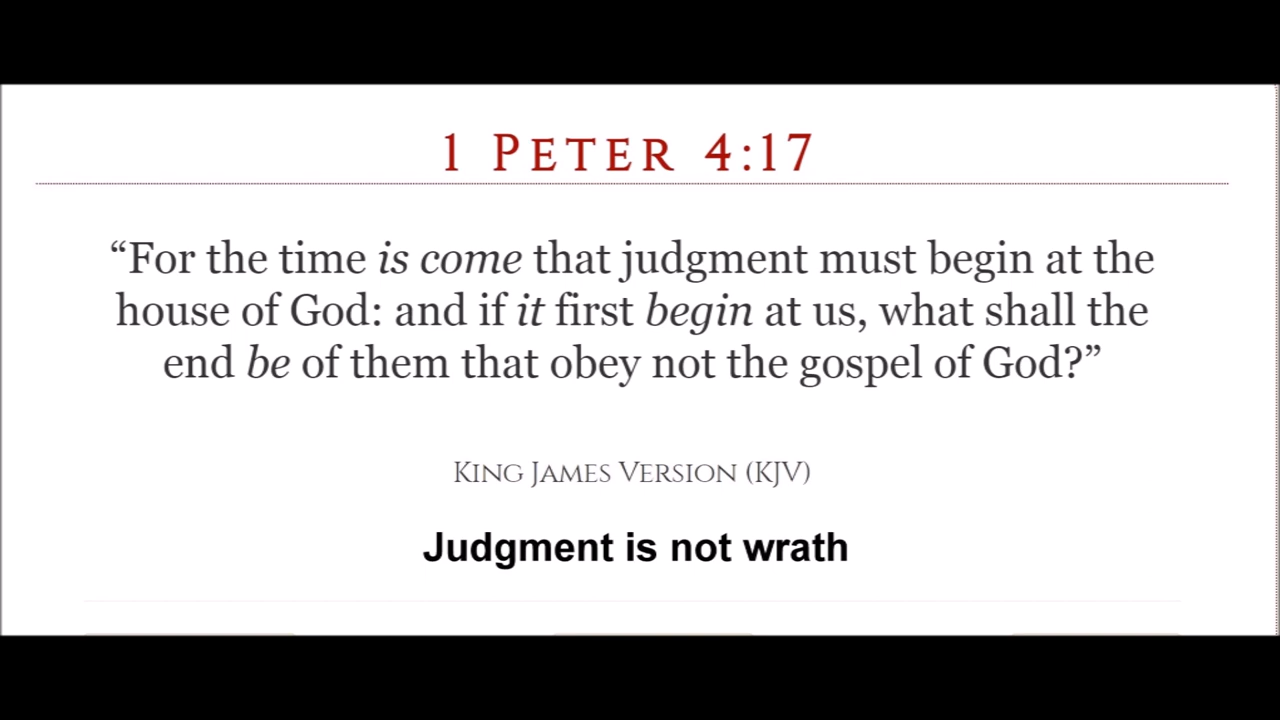 1 PETER 4:17
“For the time is come that judgment must begin at the
house of God: and if it first begin at us, what shall the
end be of them that obey not the gospel of God?”
KING JAMES VERSION (KJV)
Judgment is not wrath